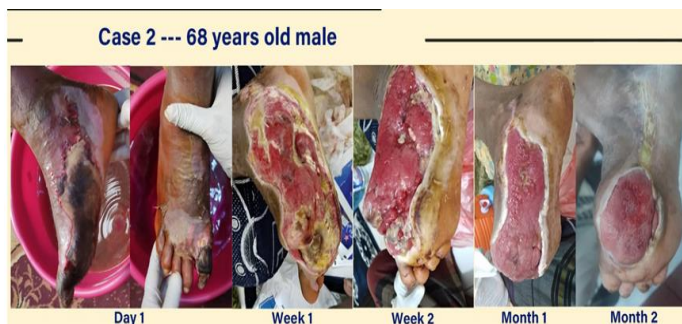 Case 2 --- 68 years old male
Day 1
Week 1
Week 2
Month 1
Month 2